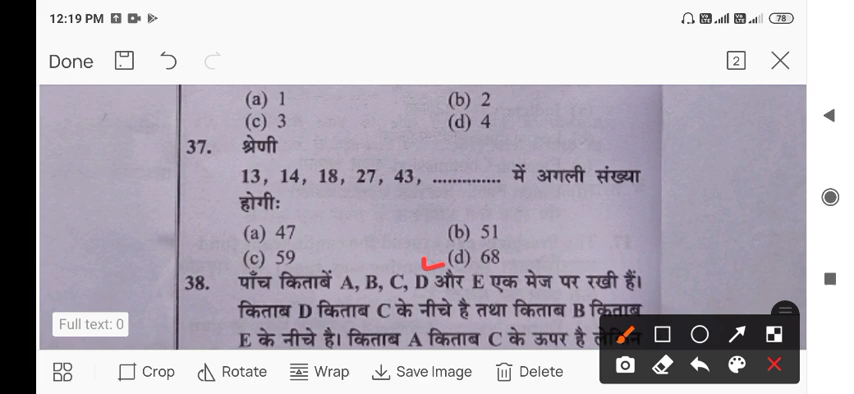 12:19 PM 78
Done 2
(a) 1 (b) 2
(c) 3 (d) 4
37. श्रेणी
13, 14, 18, 27, 43, .............. में अगली संख्या
होगीः
(a) 47 (b) 51
(c) 59 (d) 68
38. पाँच किताबें A, B, C, D और E एक मेज पर रखी हैं।
किताब D किताब C के नीचे है तथा किताब B किताब
E के नीचे है। किताब A किताब C के ऊपर है
Full text: 0
Crop Rotate Wrap Save Image Delete